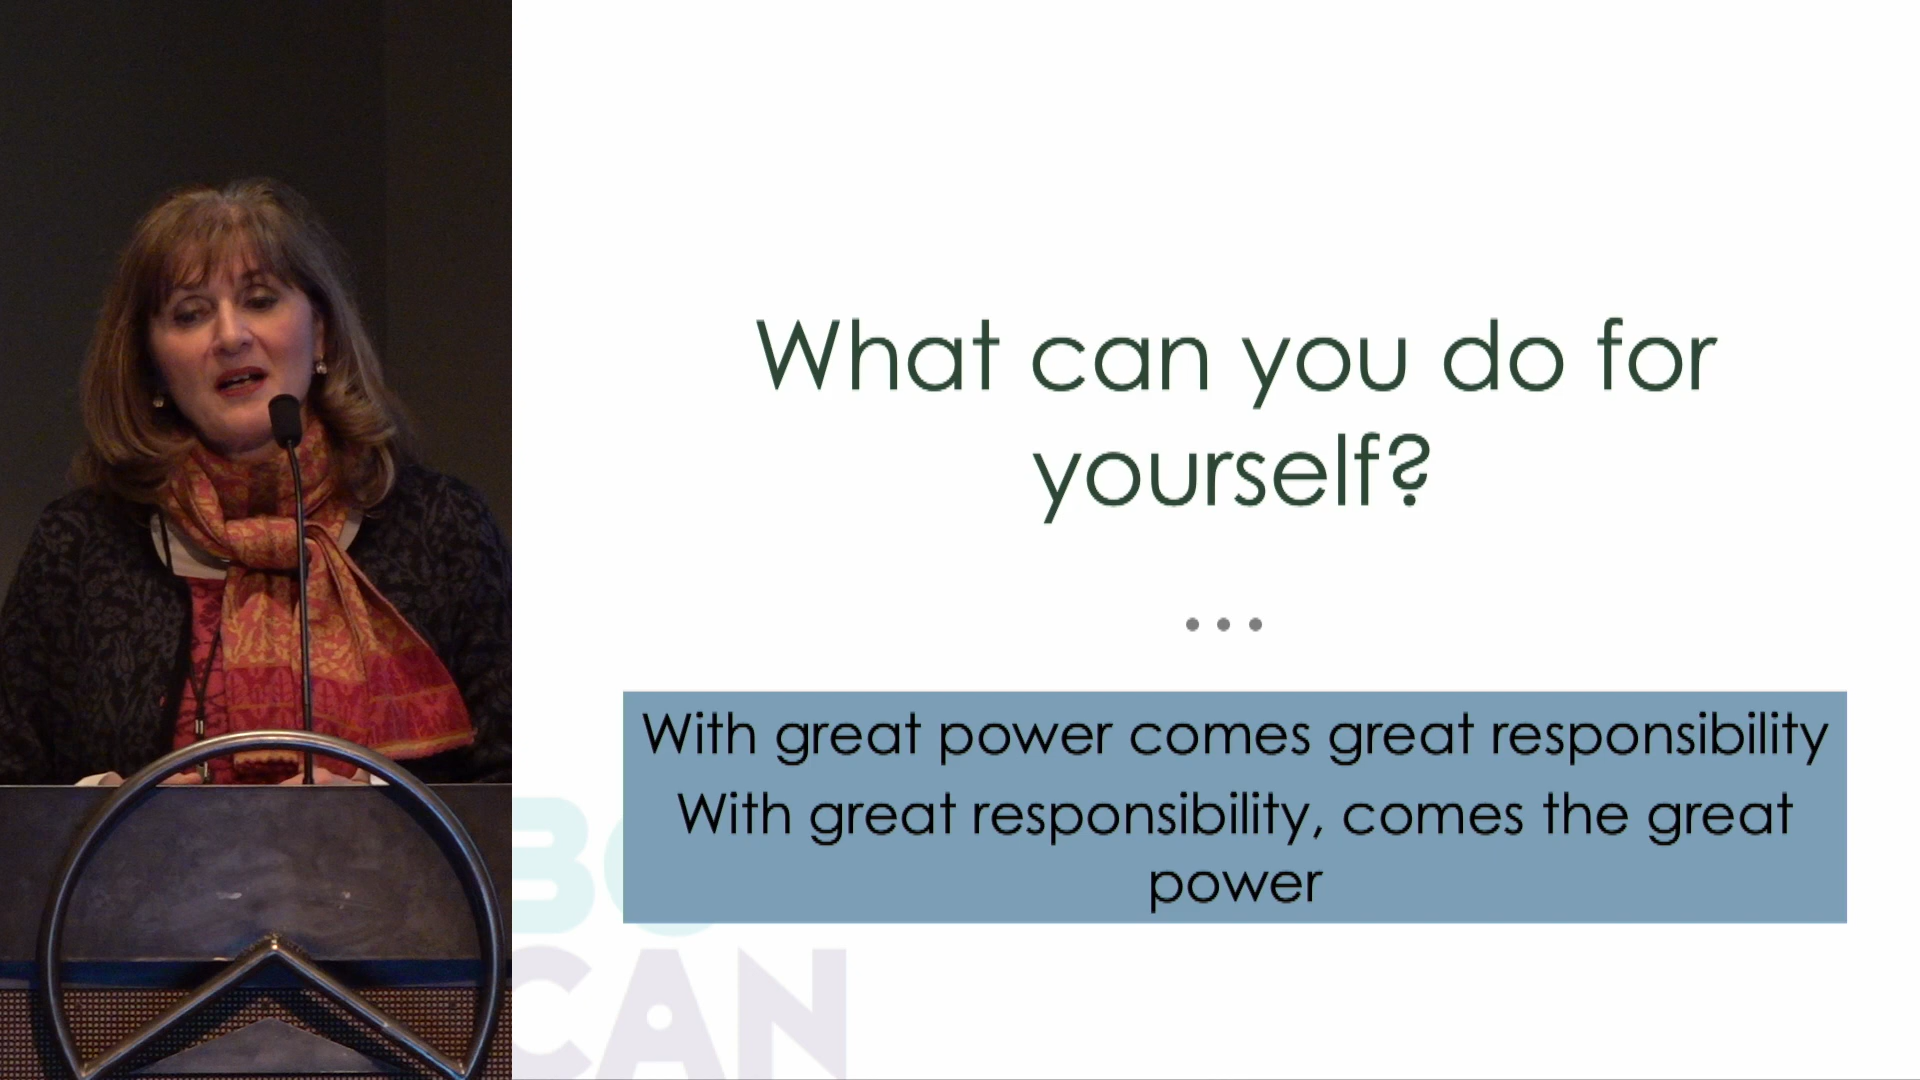 What can you do for
yourself?
With great power comes great responsibility
With great responsibility, comes the great
power
CAN